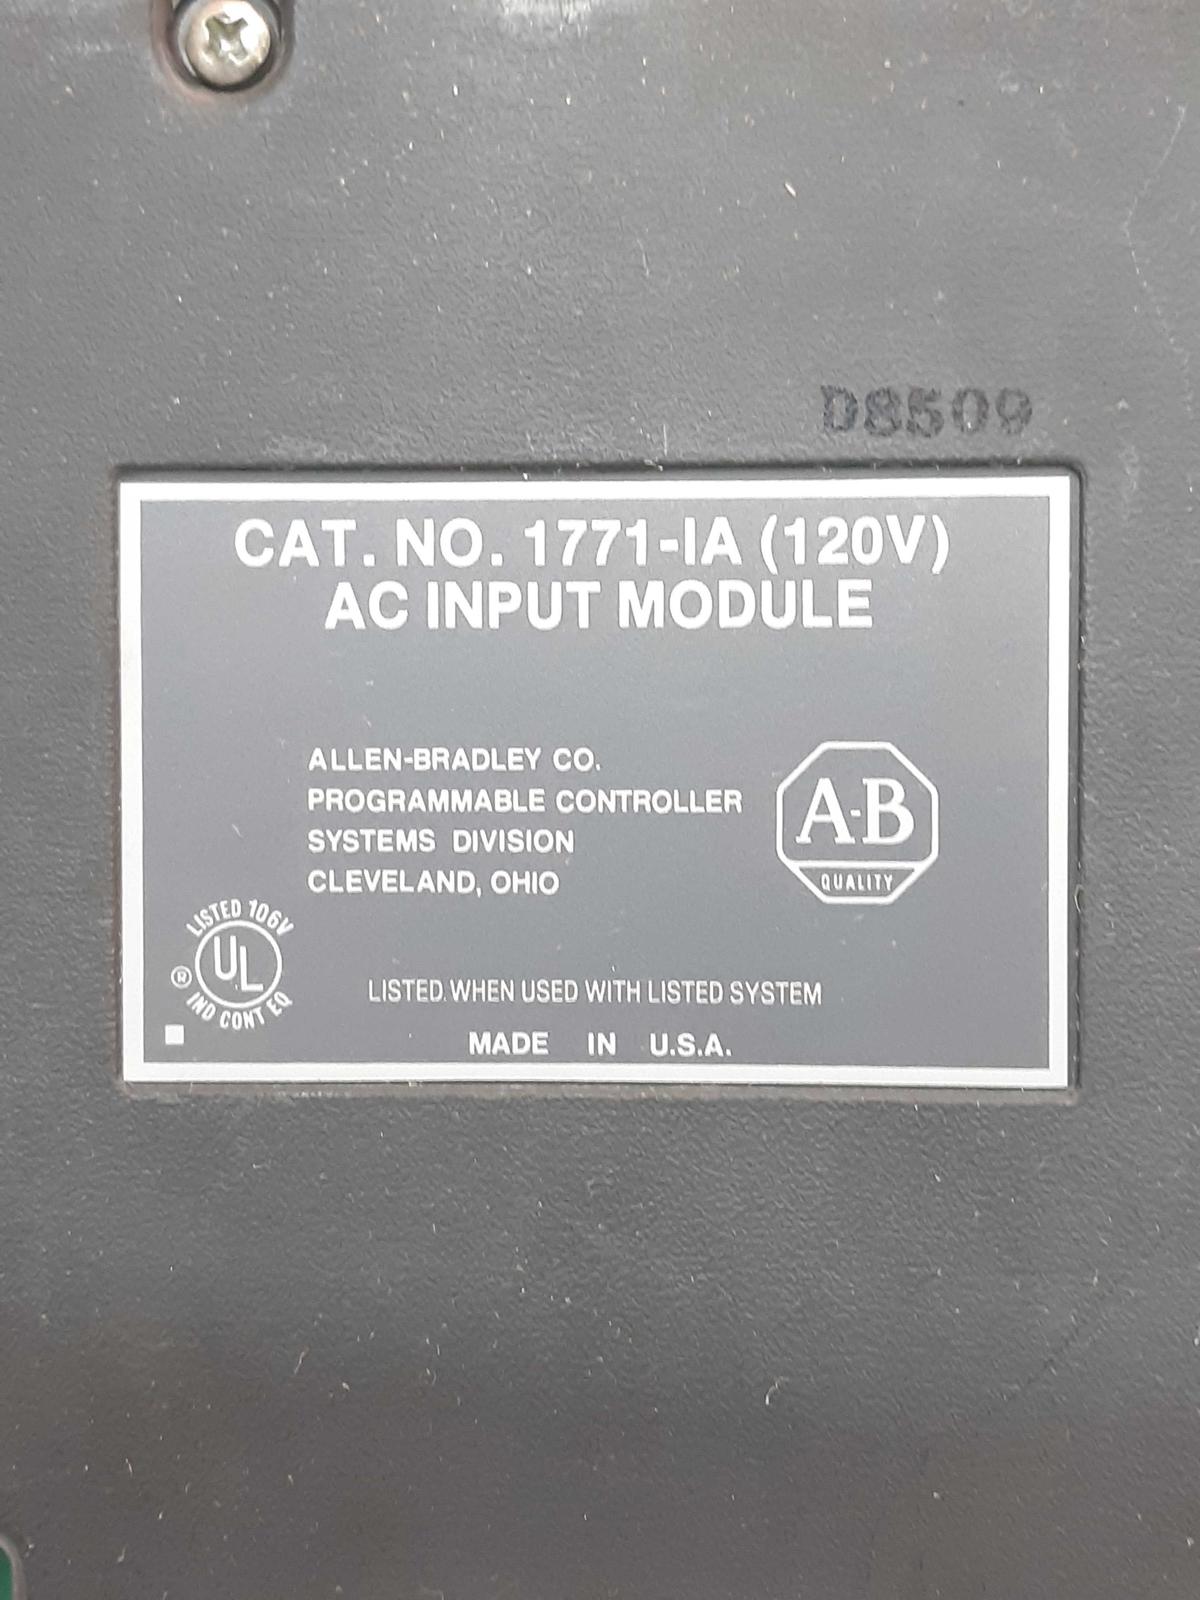 D8509
CAT. NO. 1771-IA (120V)
AC INPUT MODULE
ALLEN-BRADLEY CO.
PROGRAMMABLE CONTROLLER
SYSTEMS DIVISION
CLEVELAND, OHIO
A-B
QUALITY
LISTED 106V
UL
®
IND CONT EQ
LISTED WHEN USED WITH LISTED SYSTEM
MADE IN U.S.A.